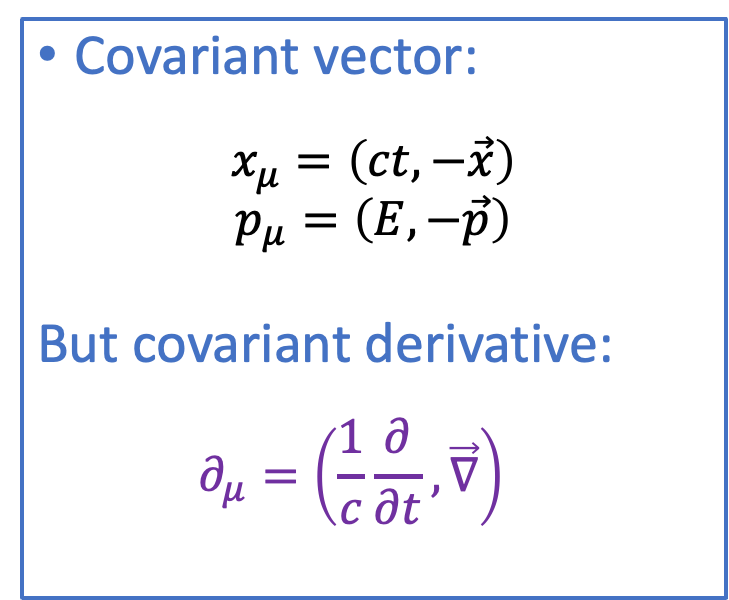 • Covariant vector:
x_μ = (ct, −x⃗)
p_μ = (E, −p⃗)
But covariant derivative:
∂_μ = (1/c ∂/∂t, ∇⃗)